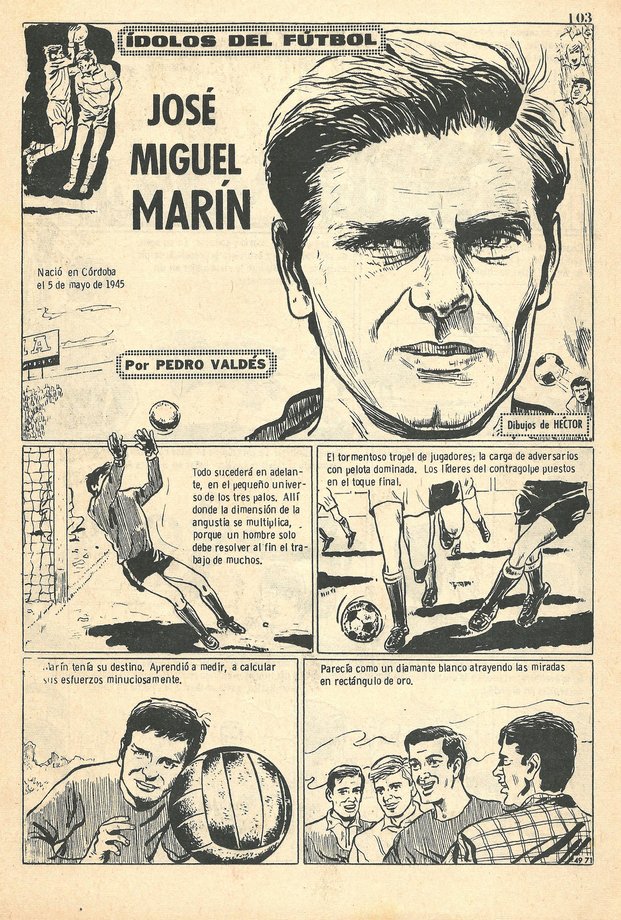 103
ÍDOLOS DEL FÚTBOL
JOSÉ
MIGUEL
MARÍN
Nació en Córdoba
el 5 de mayo de 1945
Por PEDRO VALDÉS
Dibujos de HECTOR
Todo sucederá en adelan-
te, en el pequeño univer-
so de los tres palos. Allí
donde la dimensión de la
angustia se multiplica,
porque un hombre solo
debe resolver al fin el tra-
bajo de muchos.
El tormentoso tropel de jugadores; la carga de adversarios
con pelota dominada. Los líderes del contragolpe puestos
en el toque final.
arín tenía su destino. Aprendió a medir, a calcular
sus esfuerzos minuciosamente.
Parecía como un diamante blanco atrayendo las miradas
en rectángulo de oro.